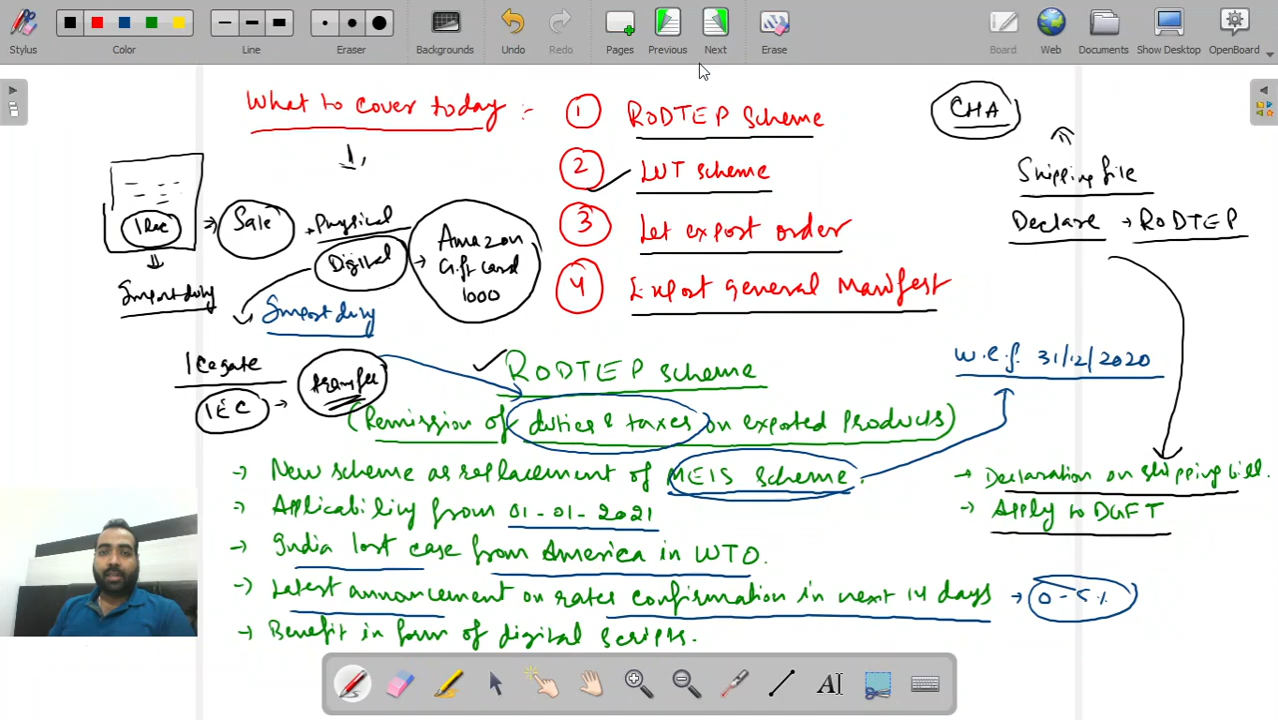 Stylus
Color
Line
Eraser
Backgrounds
Undo
Redo
Pages
Previous
Next
Erase
Board
Web
Documents
Show Desktop
OpenBoard
What to cover today :-
1 RODTEP Scheme
2 LUT scheme
3 Let export order
4 Export general Manifest
CHA
Shipping file
Declare → RODTEP
Sale
Physical
Digital
Amazon
Gift card
1000
Import duty
Import duty
Icegate
IEC → transfer
RODTEP scheme
w.e.f. 31/12/2020
(Remission of duties & taxes on exported Products)
→ New scheme as replacement of MEIS scheme.
→ Applicability from 01-01-2021
→ India lost case from America in WTO.
→ Latest announcement on rates confirmation in next 14 days → 0-5%
→ Benefit in form of digital scripts.
→ Declaration on shipping bill.
→ Apply to DGFT